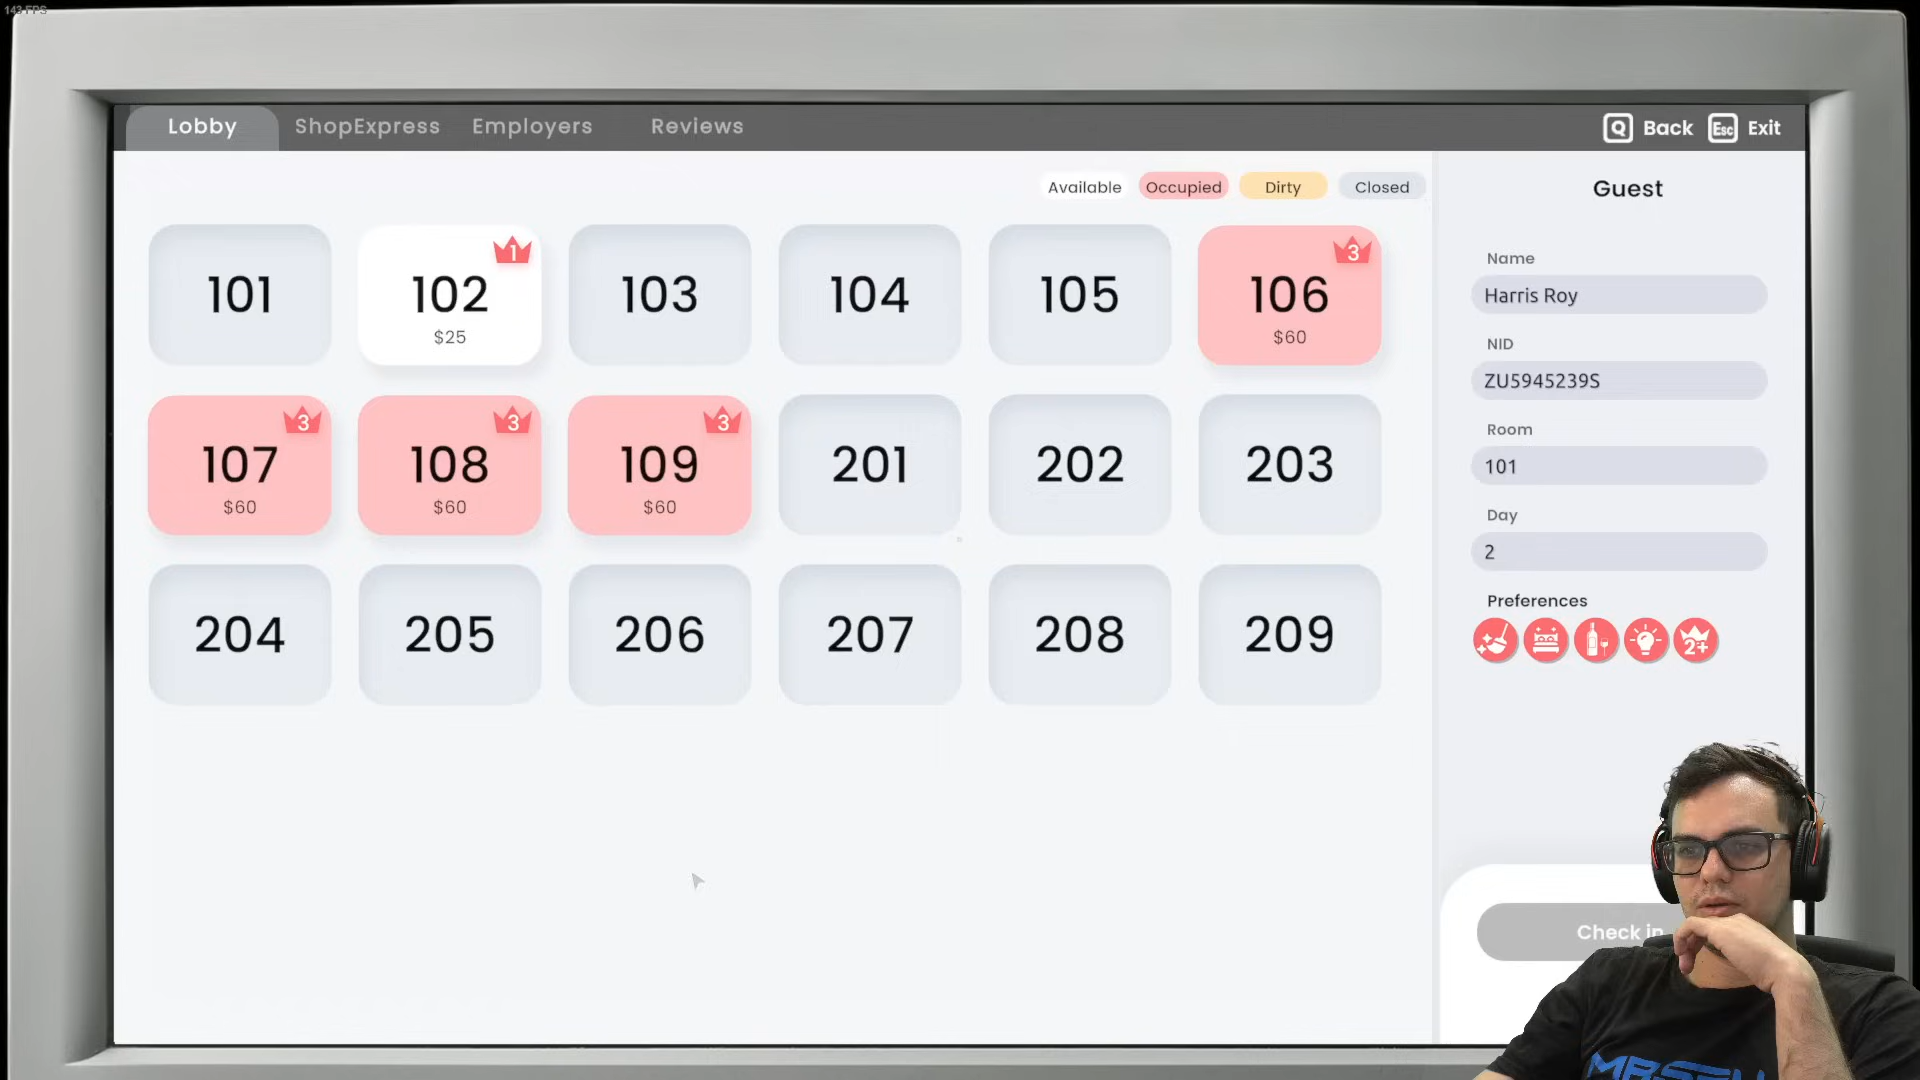 143 FPS
Lobby ShopExpress Employers Reviews Q Back Esc Exit
Available Occupied Dirty Closed
Guest
101
1
102
$25
103
104
105
3
106
$60
Name
Harris Roy
NID
ZU5945239S
3
107
$60
3
108
$60
3
109
$60
201
202
203
Room
101
Day
2
Preferences
2+
204
205
206
207
208
209
Check in